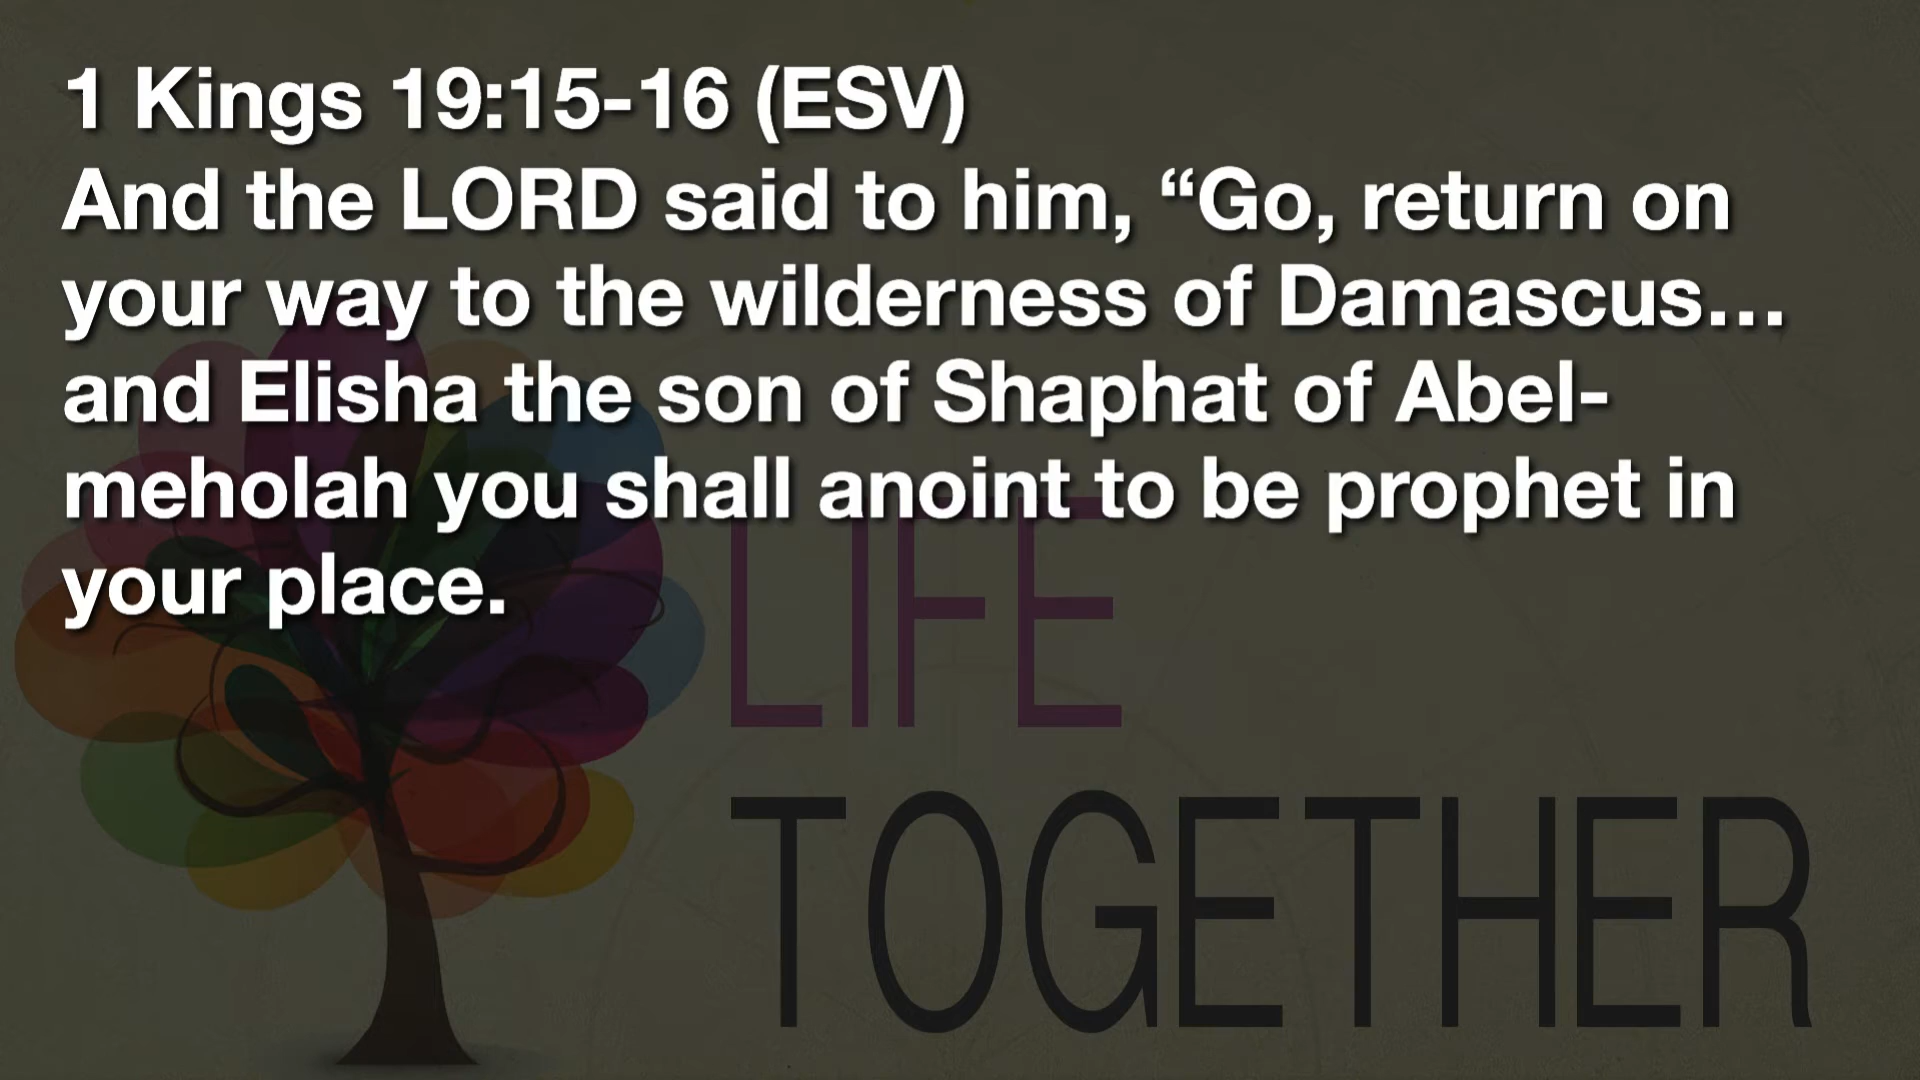 1 Kings 19:15-16 (ESV)
And the LORD said to him, “Go, return on
your way to the wilderness of Damascus…
and Elisha the son of Shaphat of Abel-
meholah you shall anoint to be prophet in
your place.
LIFE
TOGETHER